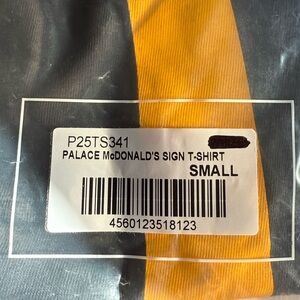 P25TS341
PALACE McDONALD'S SIGN T-SHIRT
SMALL
4560123518123